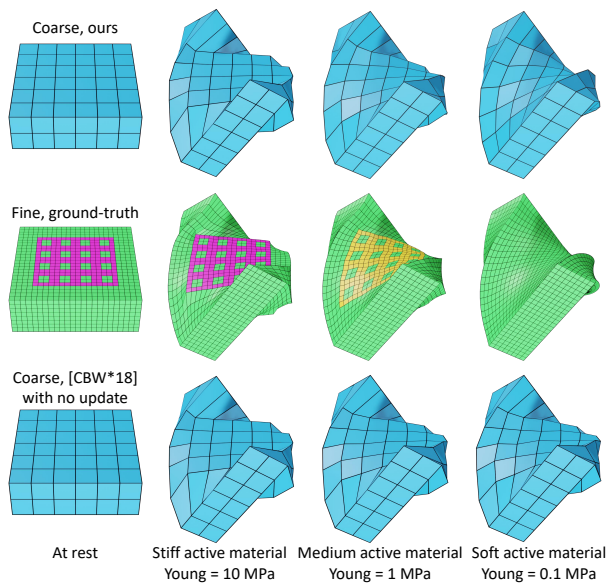 Coarse, ours
Fine, ground-truth
Coarse, [CBW*18]
with no update
At rest
Stiff active material
Young = 10 MPa
Medium active material
Young = 1 MPa
Soft active material
Young = 0.1 MPa